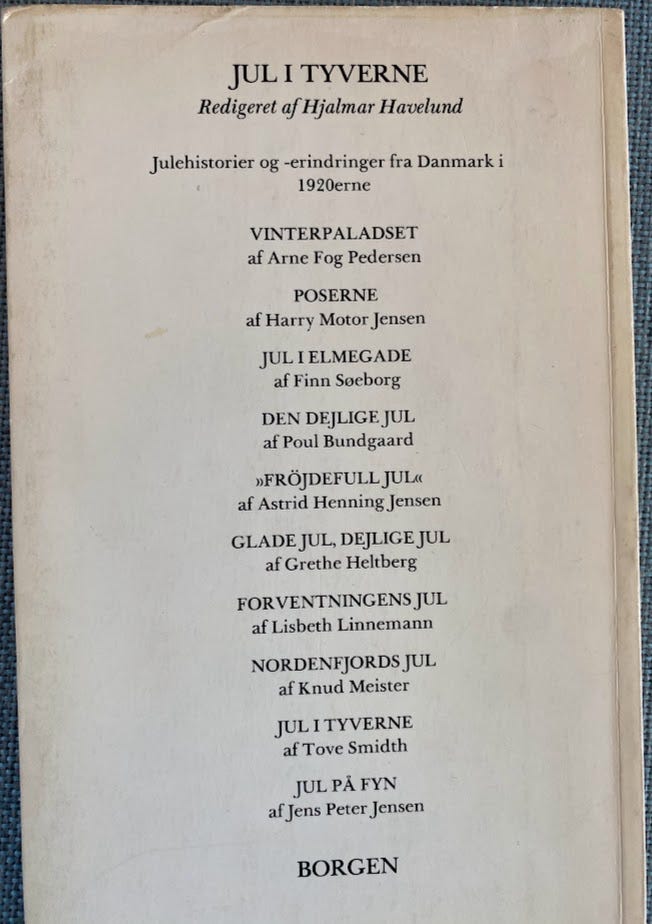 JUL I TYVERNE
Redigeret af Hjalmar Havelund
Julehistorier og -erindringer fra Danmark i
1920erne
VINTERPALADSET
af Arne Fog Pedersen
POSERNE
af Harry Motor Jensen
JUL I ELMEGADE
af Finn Søeborg
DEN DEJLIGE JUL
af Poul Bundgaard
»FRÖJDEFULL JUL«
af Astrid Henning Jensen
GLADE JUL, DEJLIGE JUL
af Grethe Heltberg
FORVENTNINGENS JUL
af Lisbeth Linnemann
NORDENFJORDS JUL
af Knud Meister
JUL I TYVERNE
af Tove Smidth
JUL PÅ FYN
af Jens Peter Jensen
BORGEN